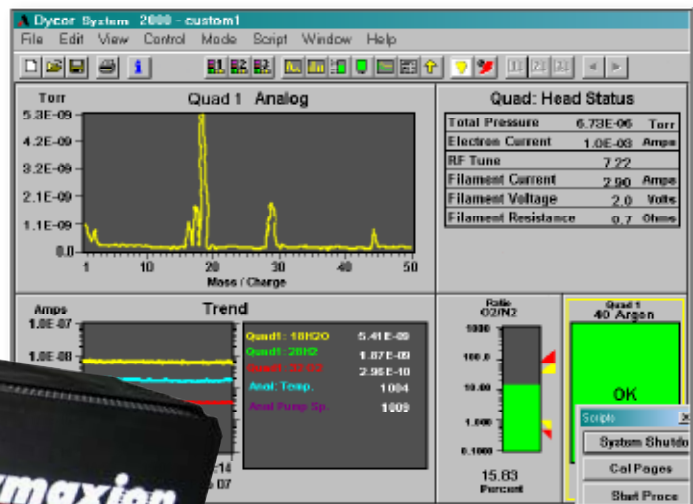 Dycor System 2000 - custom1
File Edit View Control Mode Script Window Help
Torr
Quad 1 Analog
5.3E-09
4.2E-09
3.2E-09
2.1E-09
1.1E-09
0.0
1 10 20 30 40 50
Mass / Charge
Quad: Head Status
Total Pressure 6.73E-06 Torr
Electron Current 1.0E-03 Amps
RF Tune 7.22
Filament Current 2.90 Amps
Filament Voltage 2.0 Volts
Filament Resistance 0.7 Ohms
Amps
Trend
1.0E-07
1.0E-08
Quad1: 18H2O 5.41E-09
Quad1: 28N2 1.87E-09
2.96E-10
Anal: Temp. 1004
Anal Pump Sp. 1009
:14
07
Ratio
O2/N2
1000
100.0
10.00
1.000
0.1000
15.83
Percent
Quad 1
40 Argon
OK
Scripts
System Shutdo
Cal Pages
Start Proce
maxion